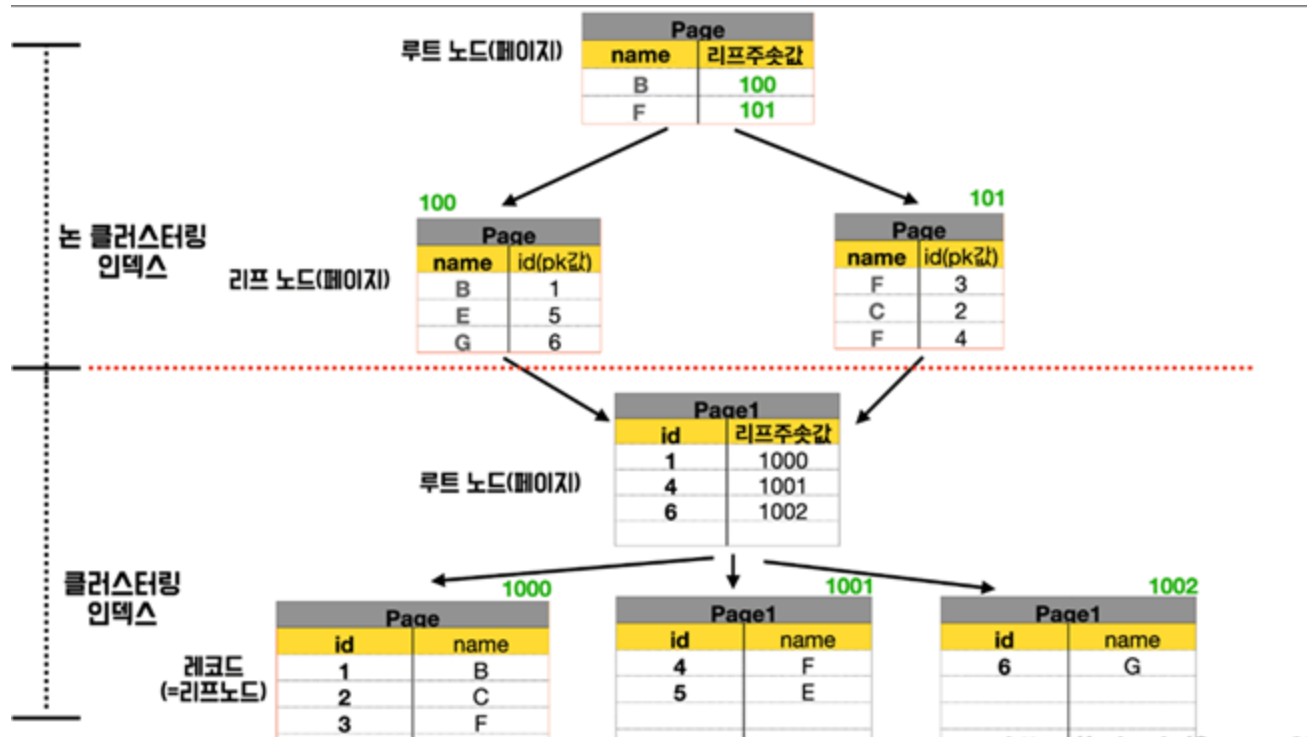 루트 노드(페이지)
Page
name 리프주솟값
B 100
F 101
논 클러스터링
인덱스
리프 노드(페이지)
100
Page
name id(pk값)
B 1
E 5
G 6
101
Page
name id(pk값)
F 3
C 2
F 4
루트 노드(페이지)
Page1
id 리프주솟값
1 1000
4 1001
6 1002
클러스터링
인덱스
레코드
(=리프노드)
1000
Page
id name
1 B
2 C
3 F
1001
Page1
id name
4 F
5 E
1002
Page1
id name
6 G